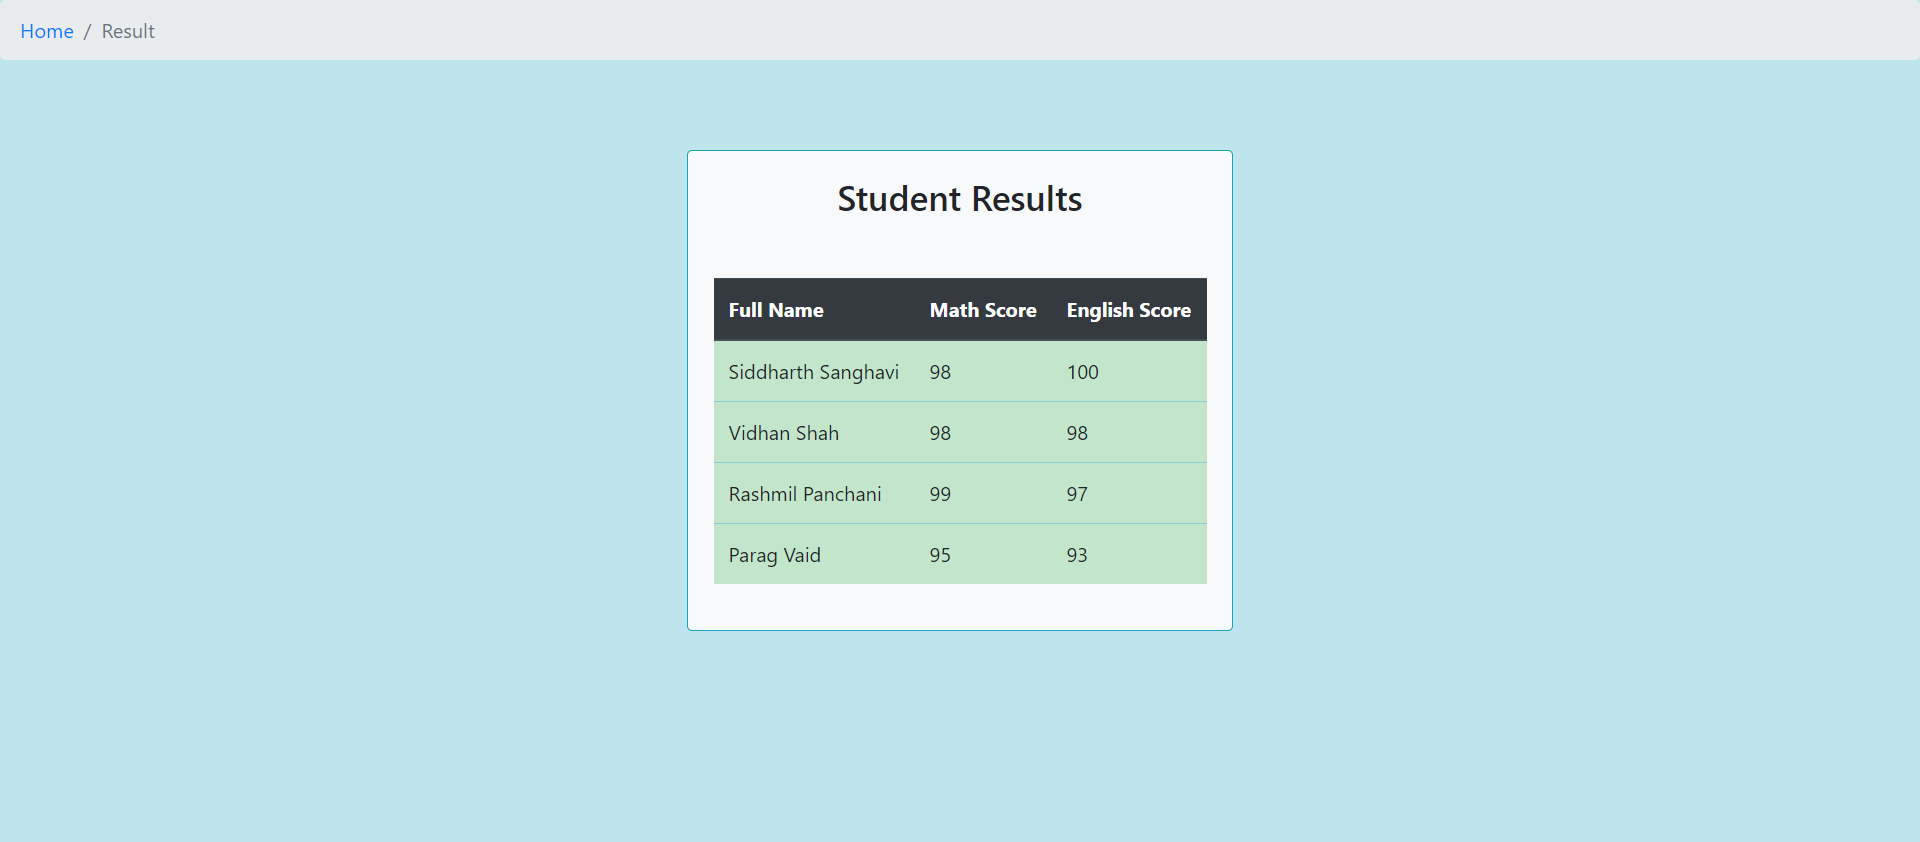 Home / Result
Student Results
Full Name Math Score English Score
Siddharth Sanghavi 98 100
Vidhan Shah 98 98
Rashmil Panchani 99 97
Parag Vaid 95 93